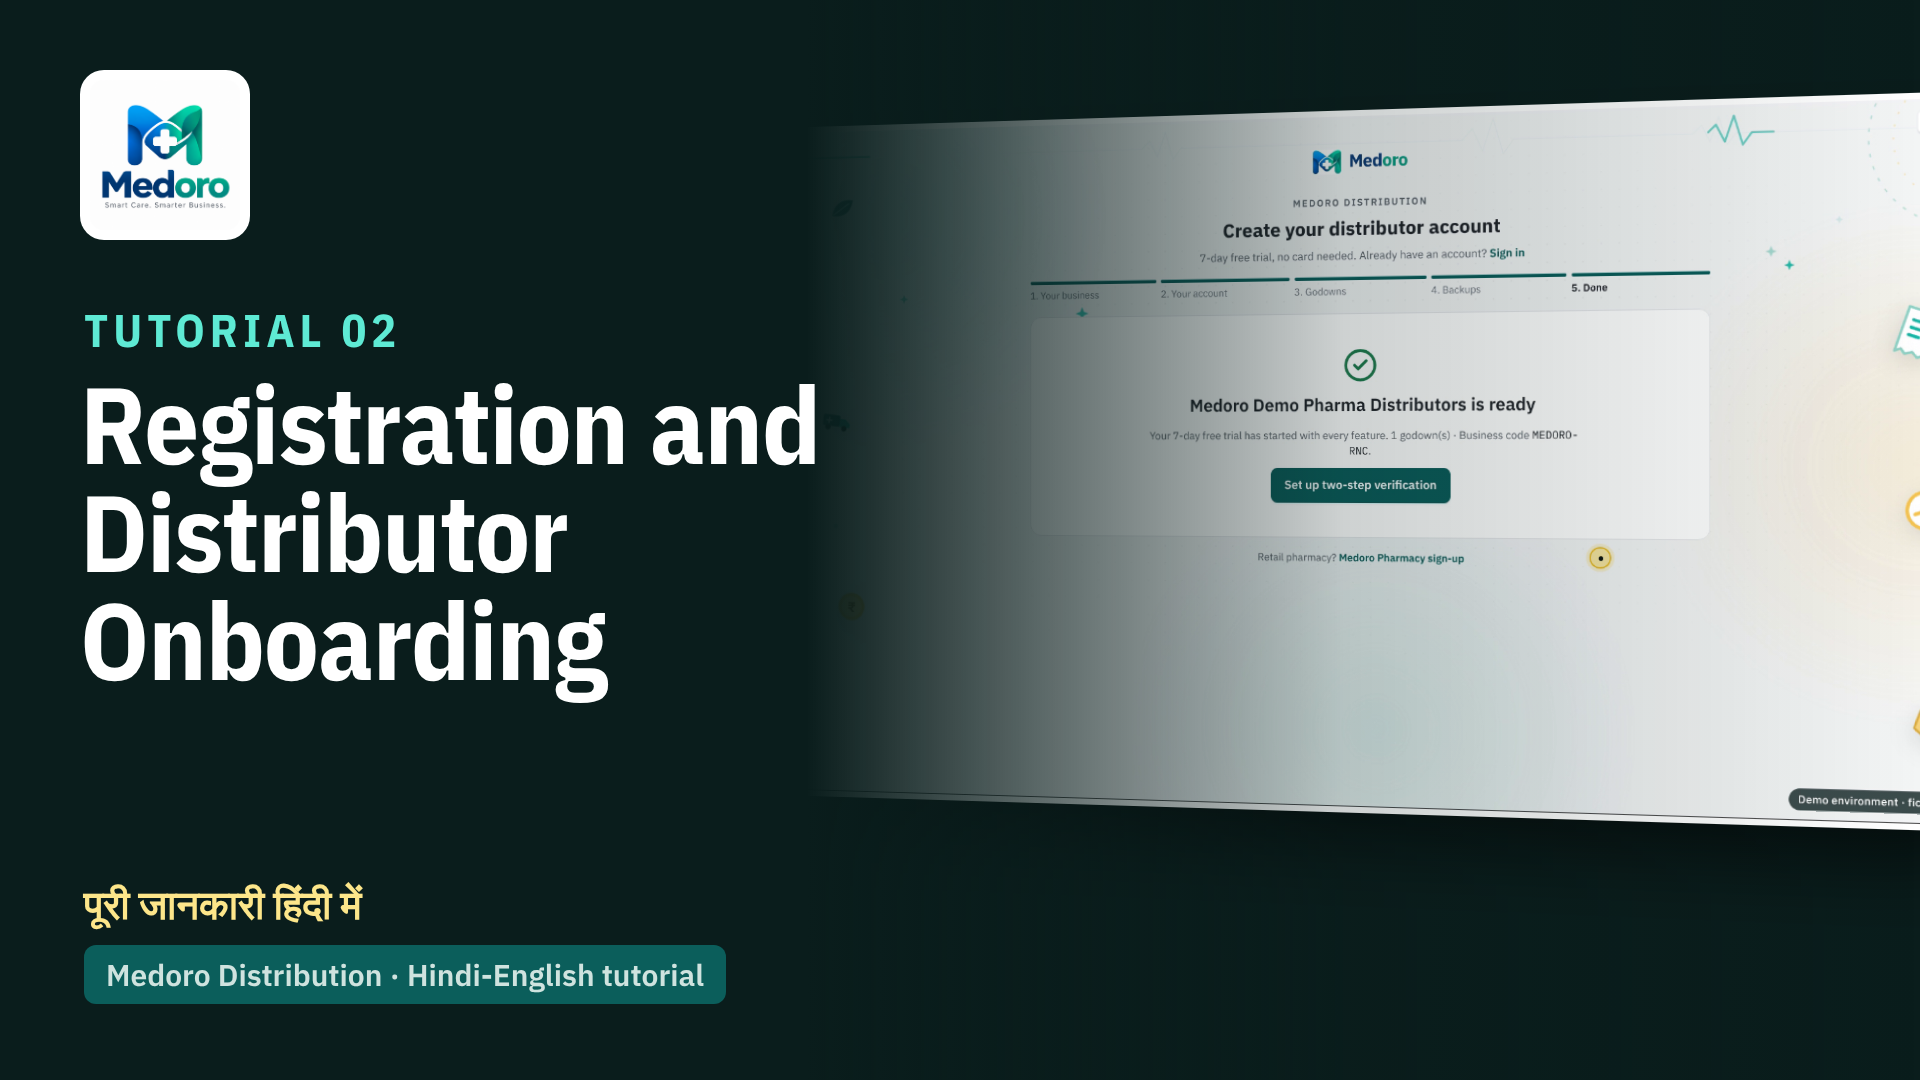 Medoro
Smart Care. Smarter Business.
TUTORIAL 02
Registration and
Distributor
Onboarding
पूरी जानकारी हिंदी में
Medoro Distribution · Hindi-English tutorial
Medoro
MEDORO DISTRIBUTION
Create your distributor account
7-day free trial, no card needed. Already have an account? Sign in
1. Your business
2. Your account
3. Godowns
4. Backups
5. Done
Medoro Demo Pharma Distributors is ready
Your 7-day free trial has started with every feature. 1 godown(s) · Business code MEDORO-
RNC.
Set up two-step verification
Retail pharmacy? Medoro Pharmacy sign-up
Demo environment ·